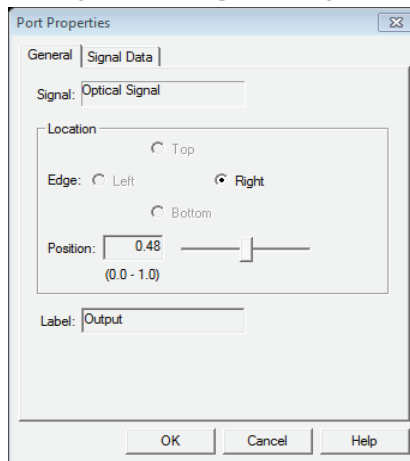 Port Properties
General
Signal Data
Signal: Optical Signal
Location
Top
Edge: Left Right
Bottom
Position: 0.48
(0.0 - 1.0)
Label: Output
OK Cancel Help